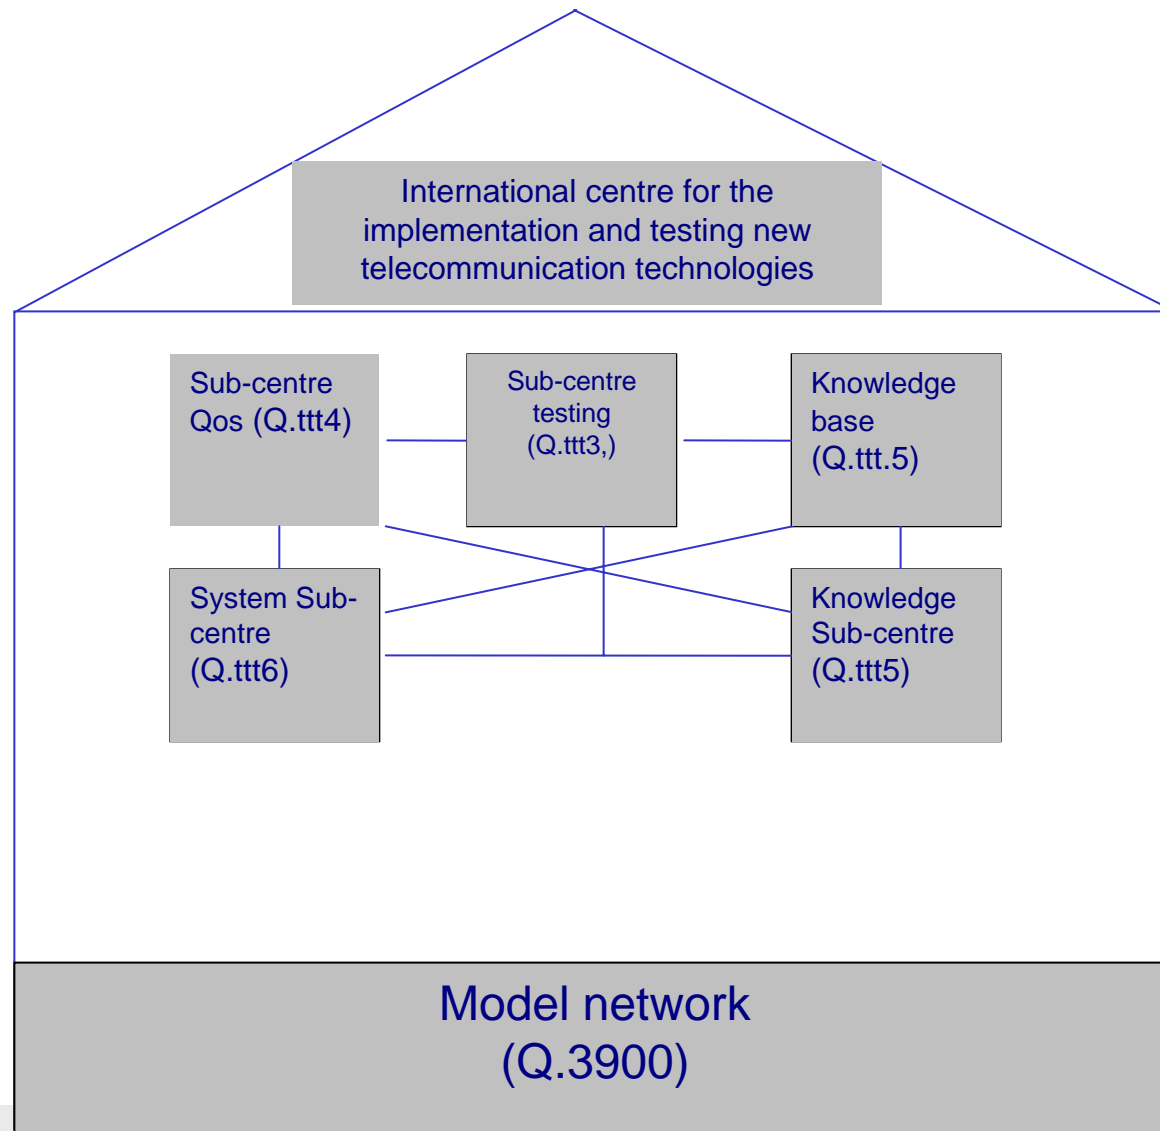 International centre for the
implementation and testing new
telecommunication technologies
Sub-centre
Qos (Q.ttt4)
Sub-centre
testing
(Q.ttt3,)
Knowledge
base
(Q.ttt.5)
System Sub-
centre
(Q.ttt6)
Knowledge
Sub-centre
(Q.ttt5)
Model network
(Q.3900)